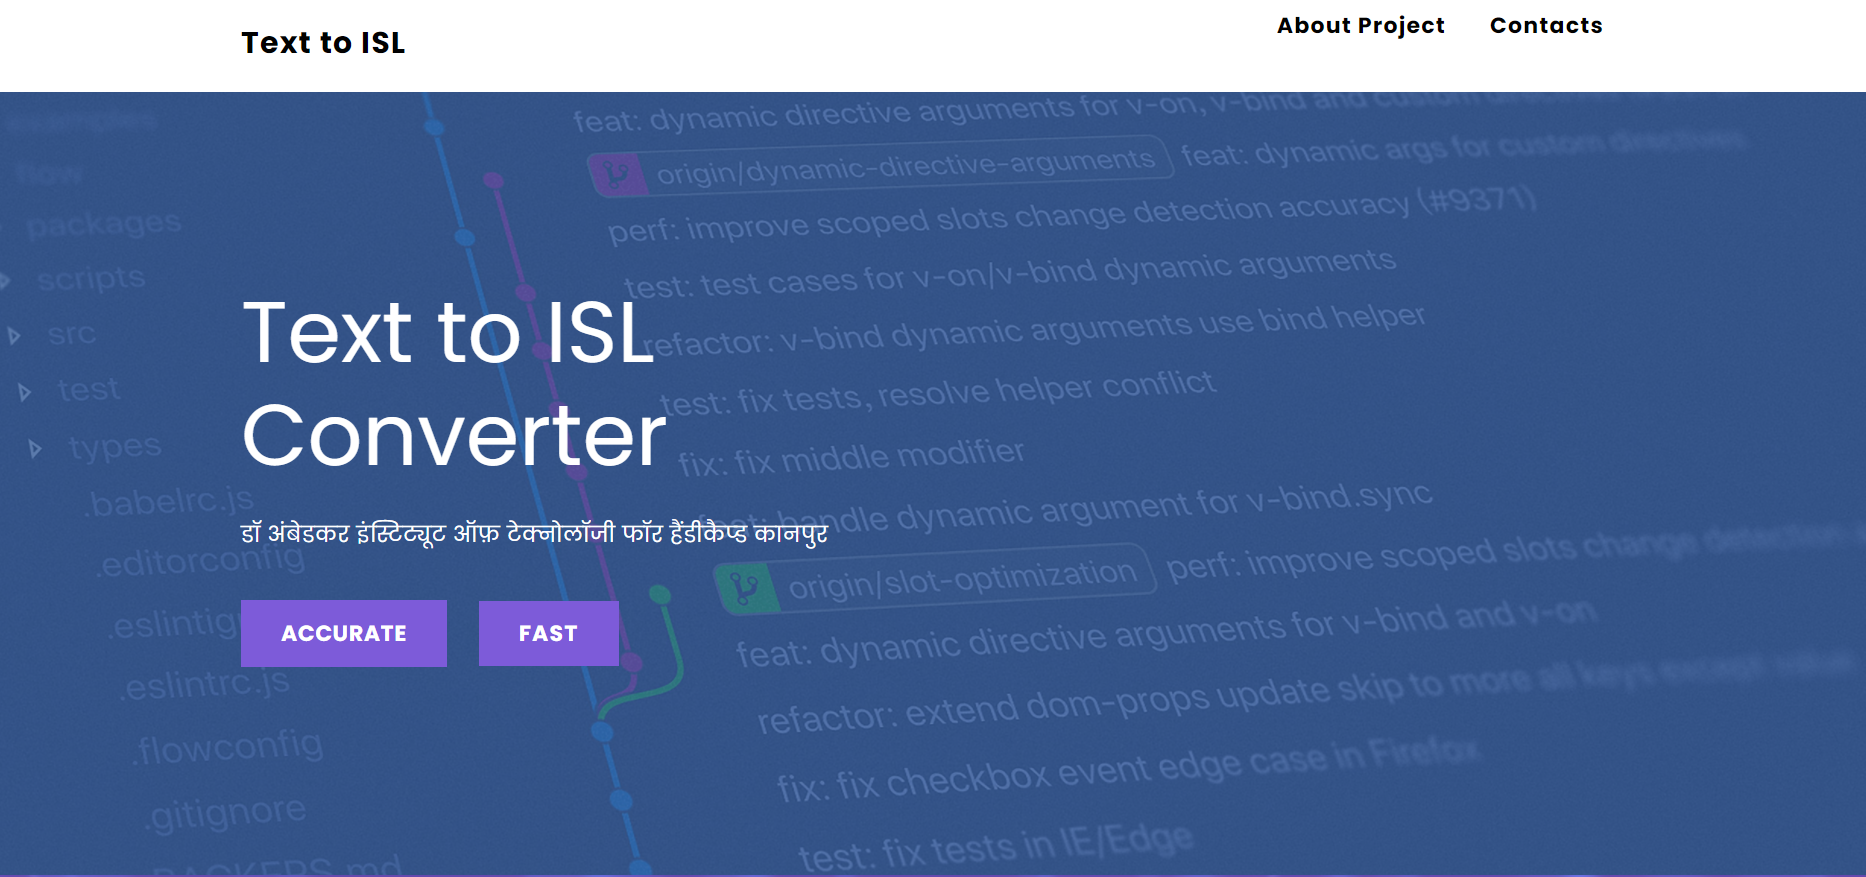 Text to ISL
About Project
Contacts
examples
flow
packages
scripts
src
test
types
.babelrc.js
.editorconfig
.eslintrc.js
.flowconfig
.gitignore
BACKERS.md
feat: dynamic directive arguments for v-on, v-bind and custom directives
origin/dynamic-directive-arguments feat: dynamic args for custom directives
perf: improve scoped slots change detection accuracy (#9371)
test: test cases for v-on/v-bind dynamic arguments
refactor: v-bind dynamic arguments use bind helper
test: fix tests, resolve helper conflict
fix: fix middle modifier
feat: handle dynamic argument for v-bind.sync
origin/slot-optimization perf: improve scoped slots change detection
feat: dynamic directive arguments for v-bind and v-on
refactor: extend dom-props update skip to more all keys except value
fix: fix checkbox event edge case in Firefox
test: fix tests in IE/Edge
Text to ISL
Converter
डॉ अंबेडकर इंस्टिट्यूट ऑफ़ टेक्नोलॉजी फॉर हैंडीकैप्ड कानपुर
ACCURATE
FAST